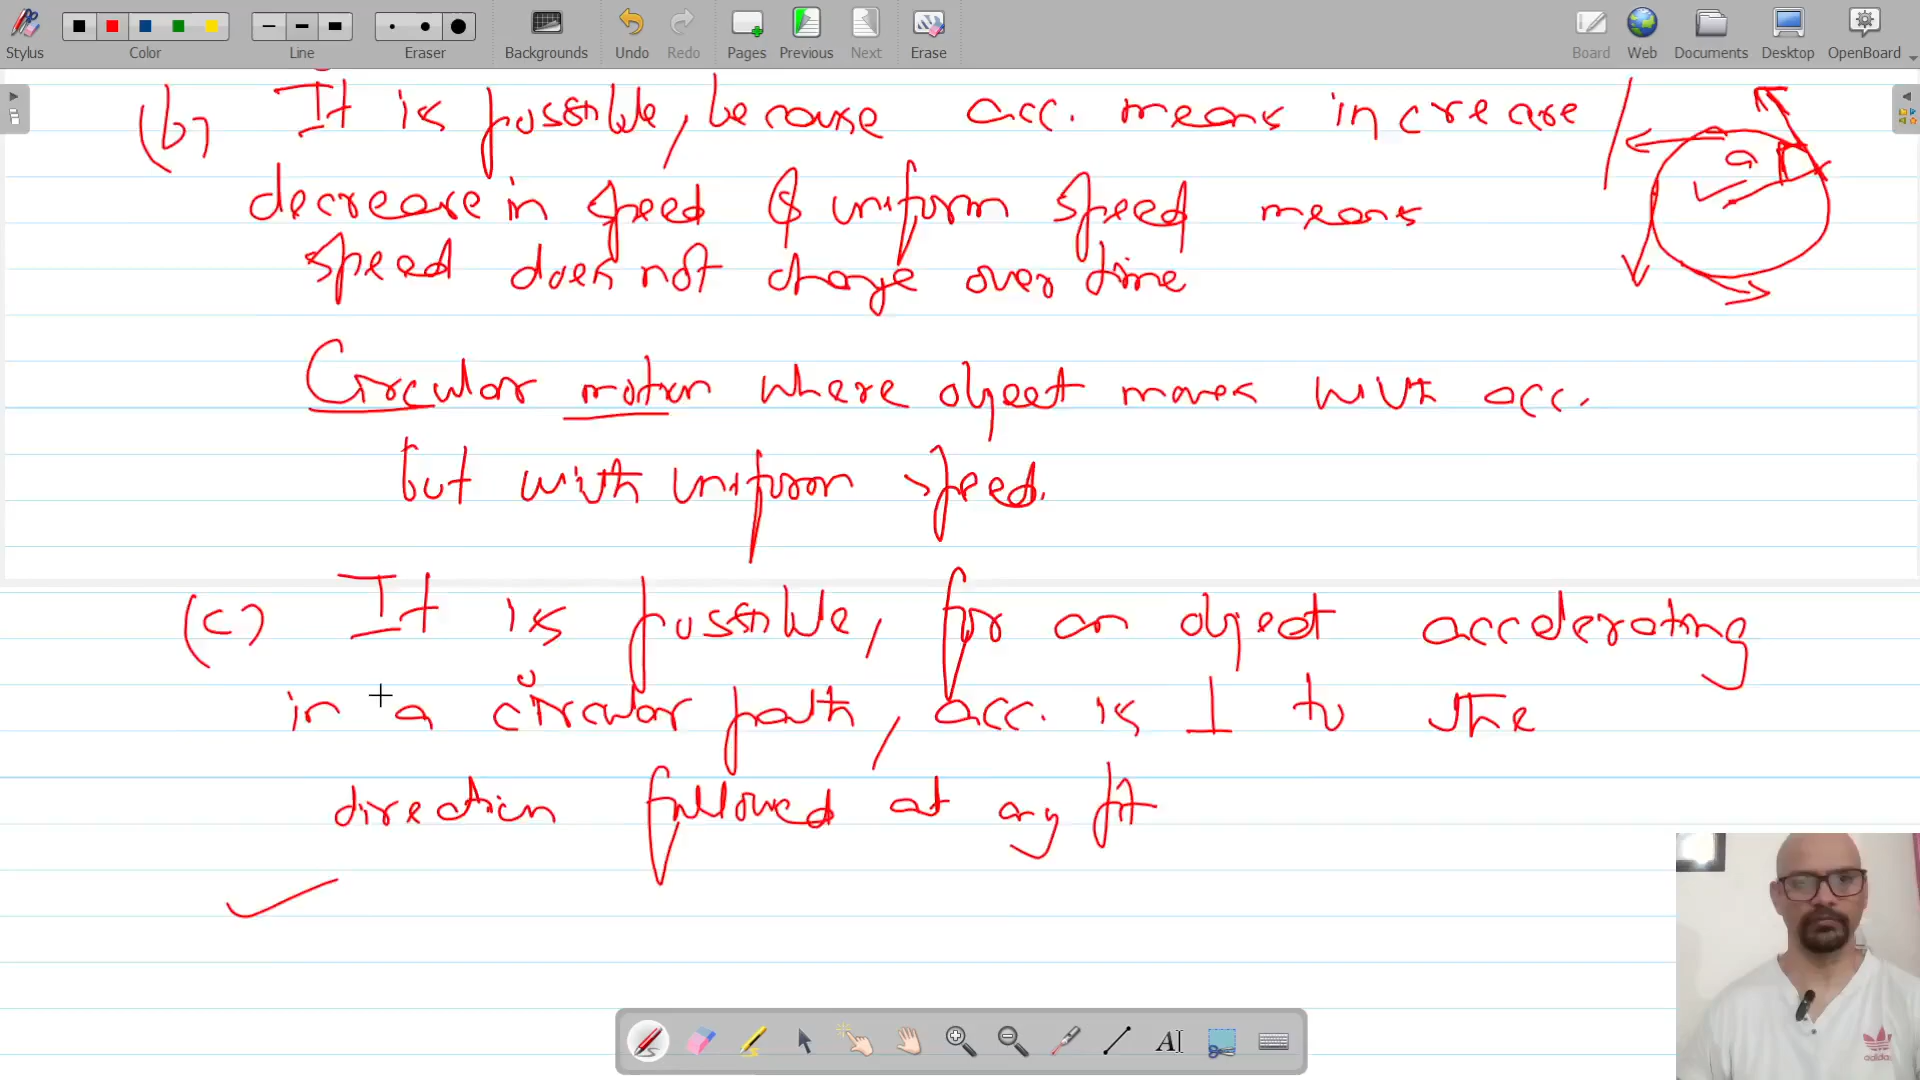 Stylus
Color
Line
Eraser
Backgrounds
Undo
Redo
Pages
Previous
Next
Erase
Board
Web
Documents
Desktop
OpenBoard
(b) It is possible, because acc. means increase
decrease in speed & uniform speed means
speed does not change over time
a
Circular motion where object moves with acc.
but with uniform speed.
(c) It is possible, for an object accelerating
in a circular path, acc. is ⊥ to the
direction followed at any pt
AI
adidas